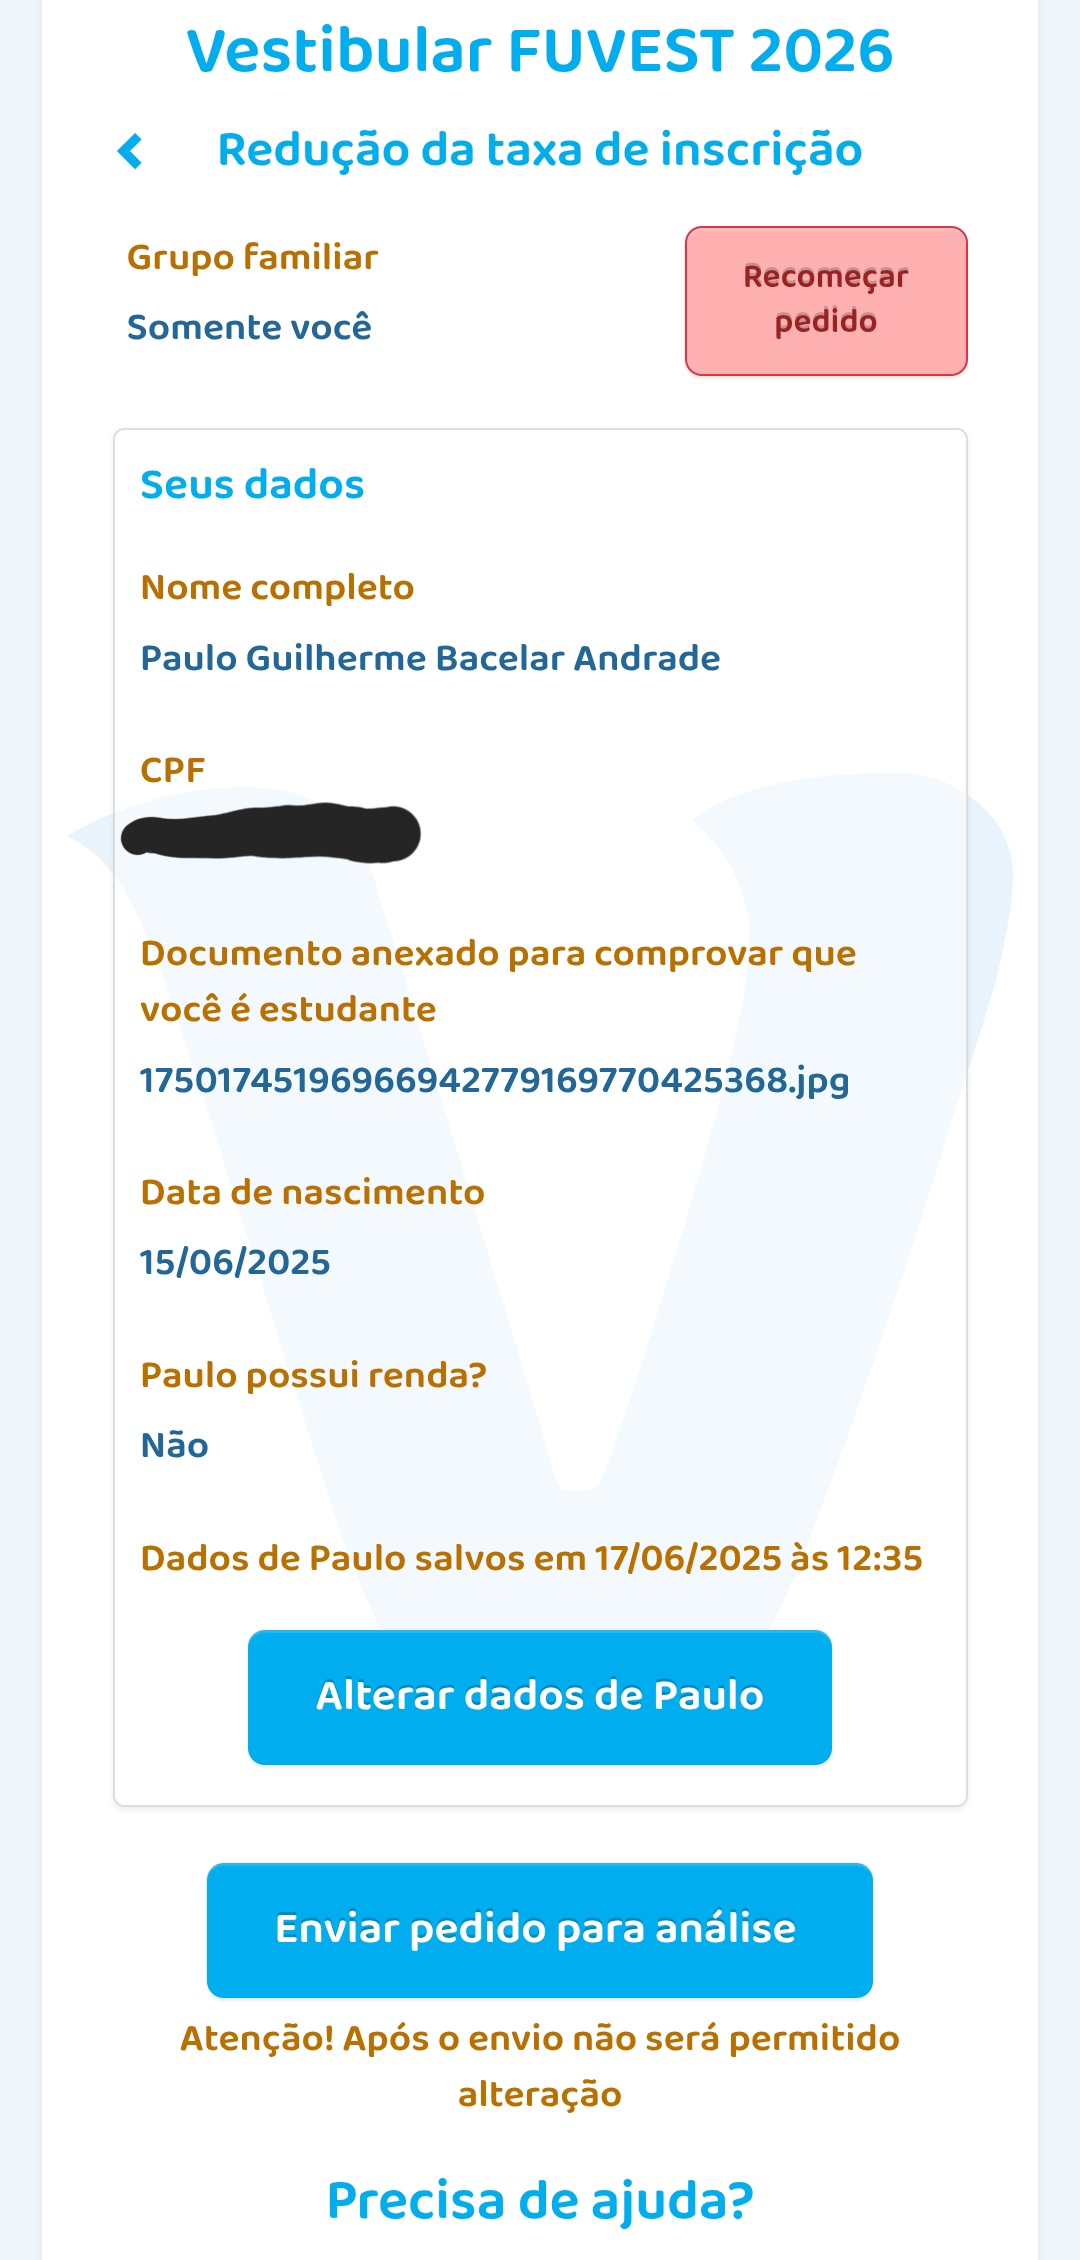 Vestibular FUVEST 2026
Redução da taxa de inscrição
Grupo familiar
Somente você
Recomeçar
pedido
Seus dados
Nome completo
Paulo Guilherme Bacelar Andrade
CPF
Documento anexado para comprovar que
você é estudante
17501745196966942779169770425368.jpg
Data de nascimento
15/06/2025
Paulo possui renda?
Não
Dados de Paulo salvos em 17/06/2025 às 12:35
Alterar dados de Paulo
Enviar pedido para análise
Atenção! Após o envio não será permitido
alteração
Precisa de ajuda?